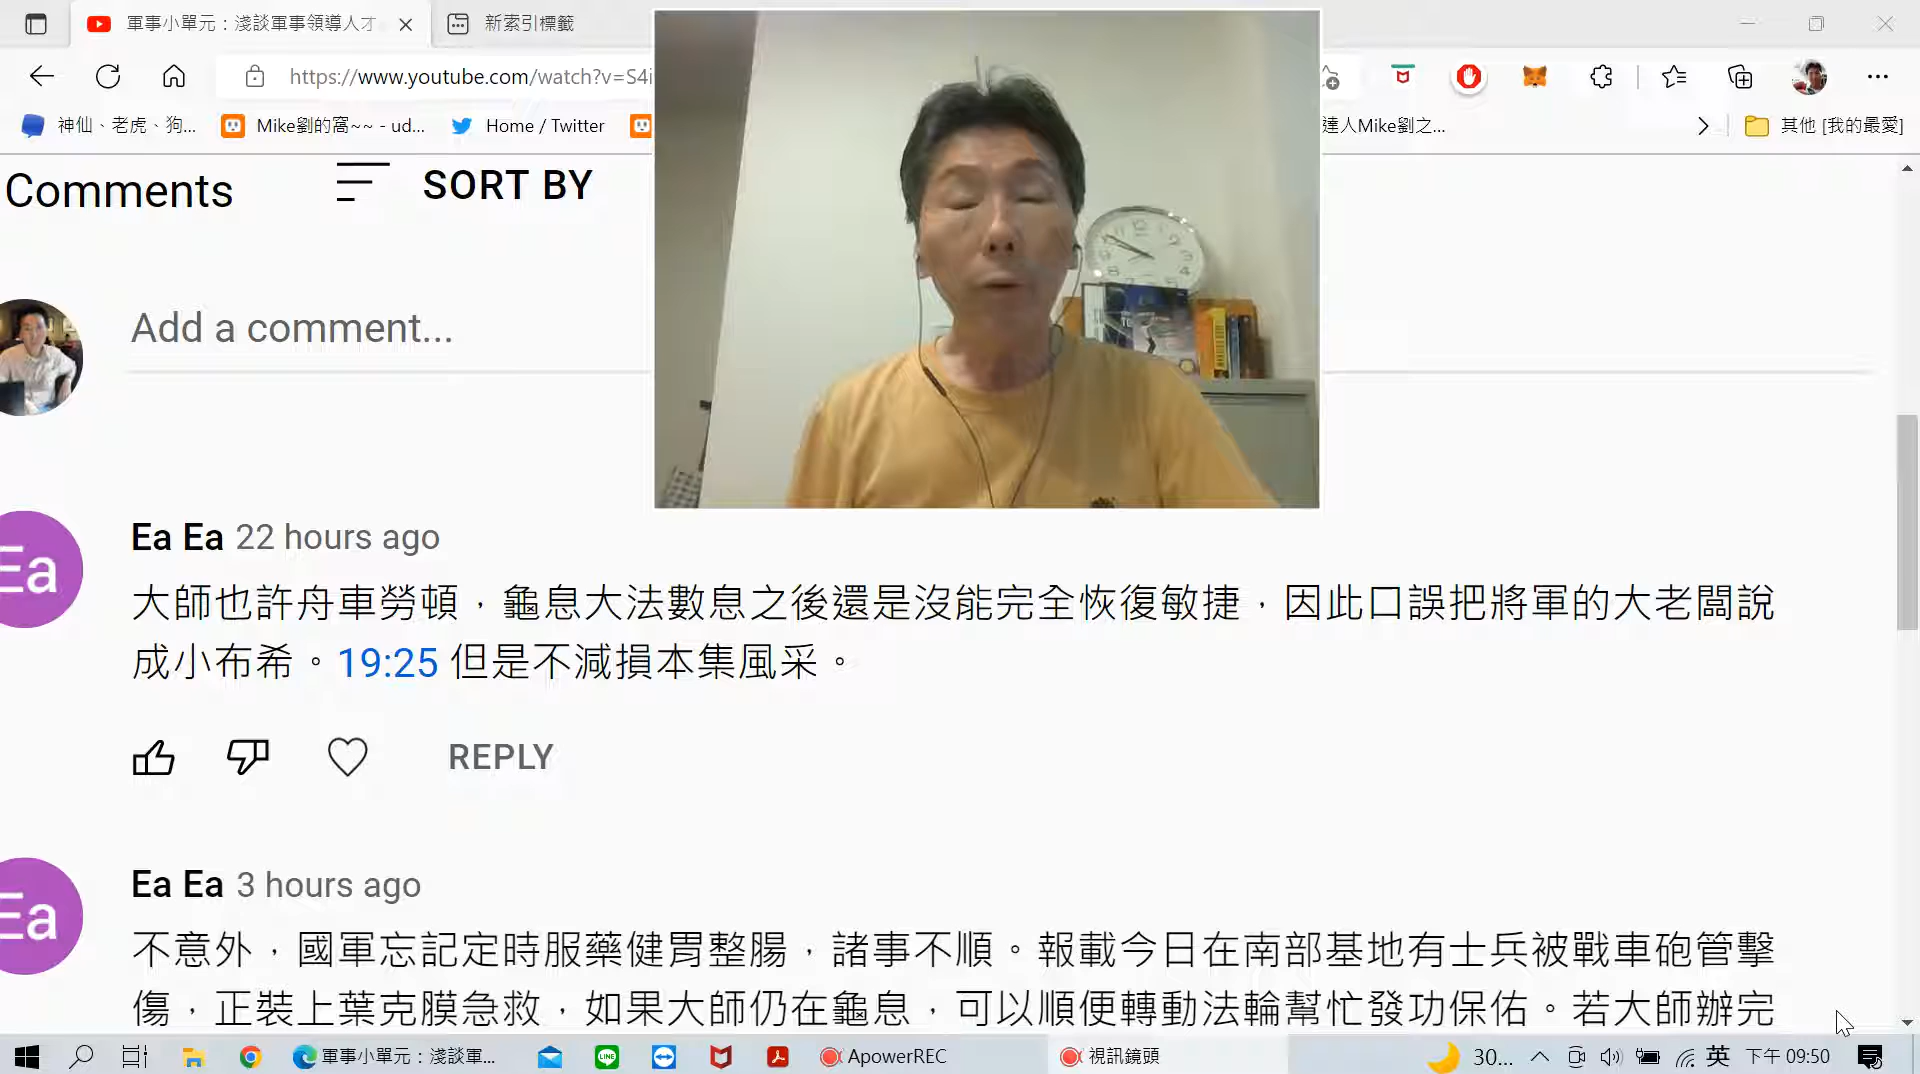 軍事小單元：淺談軍事領導人才
新索引標籤
https://www.youtube.com/watch?v=S4i
神仙、老虎、狗...
Mike劉的窩~~ - ud...
Home / Twitter
達人Mike劉之...
其他 [我的最愛]
Comments
SORT BY
Add a comment...
Ea Ea 22 hours ago
Ea
大師也許舟車勞頓，龜息大法數息之後還是沒能完全恢復敏捷，因此口誤把將軍的大老闆說
成小布希。19:25 但是不減損本集風采。
REPLY
Ea Ea 3 hours ago
Ea
不意外，國軍忘記定時服藥健胃整腸，諸事不順。報載今日在南部基地有士兵被戰車砲管擊
傷，正裝上葉克膜急救，如果大師仍在龜息，可以順便轉動法輪幫忙發功保佑。若大師辦完
軍事小單元：淺談軍...
LINE
ApowerREC
視訊鏡頭
30...
英
下午 09:50